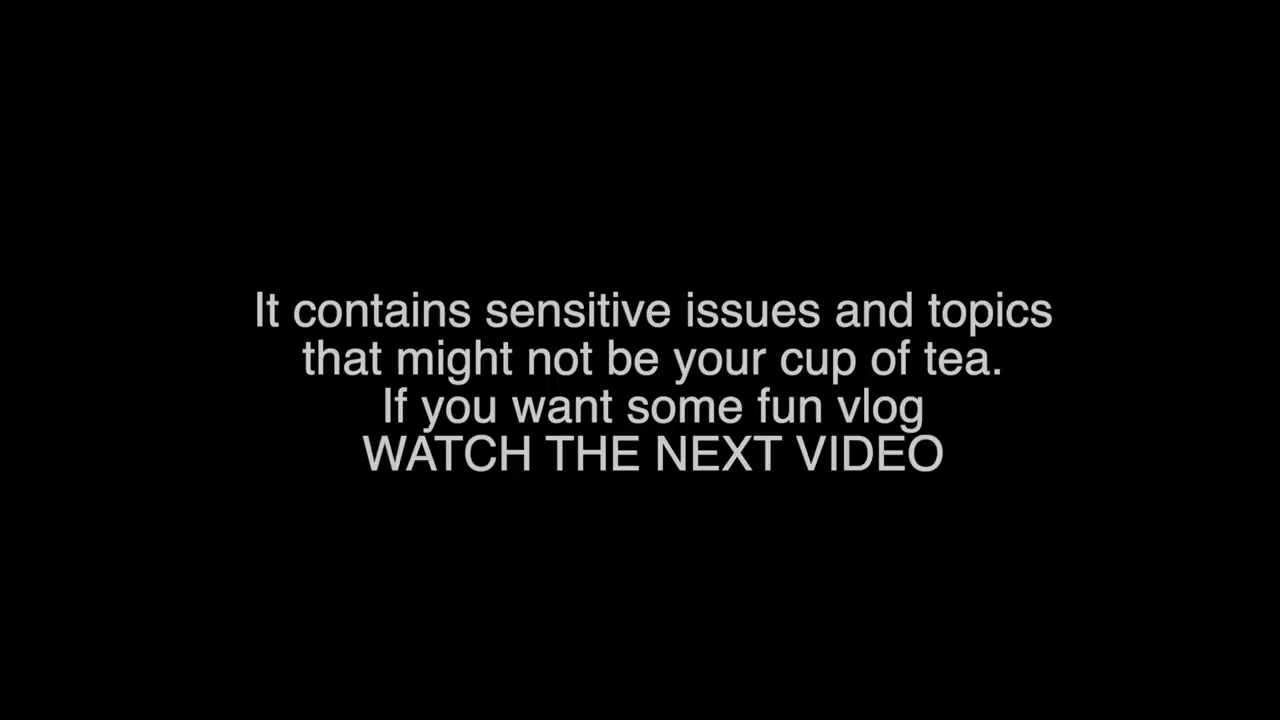 It contains sensitive issues and topics
that might not be your cup of tea.
If you want some fun vlog
WATCH THE NEXT VIDEO